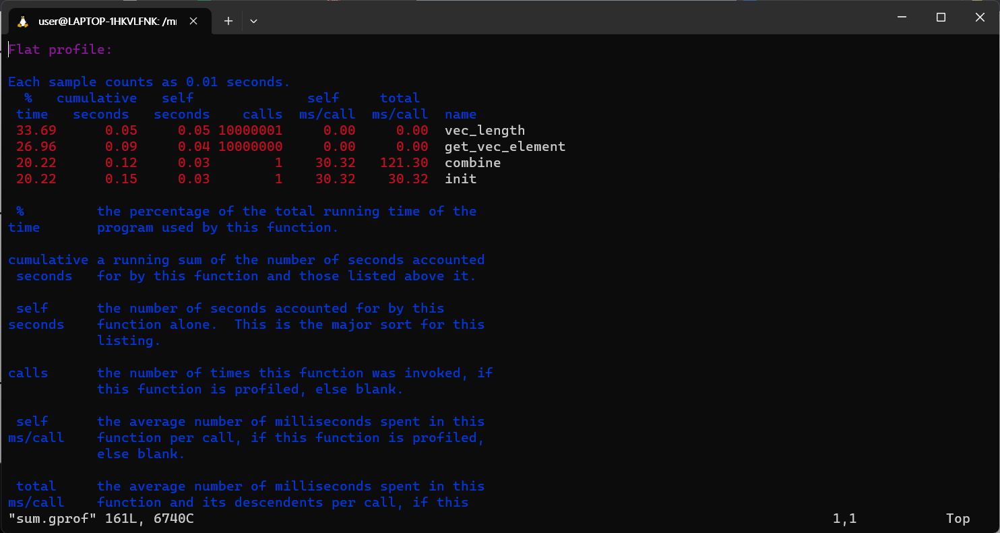 user@LAPTOP-1HKVLFNK: /m
Flat profile:
Each sample counts as 0.01 seconds.
  %   cumulative   self              self     total
 time   seconds   seconds    calls  ms/call  ms/call  name
 33.69      0.05     0.05 10000001     0.00     0.00  vec_length
 26.96      0.09     0.04 10000000     0.00     0.00  get_vec_element
 20.22      0.12     0.03        1    30.32   121.30  combine
 20.22      0.15     0.03        1    30.32    30.32  init
 %         the percentage of the total running time of the
time       program used by this function.
cumulative a running sum of the number of seconds accounted
 seconds   for by this function and those listed above it.
 self      the number of seconds accounted for by this
seconds    function alone.  This is the major sort for this
           listing.
calls      the number of times this function was invoked, if
           this function is profiled, else blank.
 self      the average number of milliseconds spent in this
ms/call    function per call, if this function is profiled,
           else blank.
 total     the average number of milliseconds spent in this
ms/call    function and its descendents per call, if this
"sum.gprof" 161L, 6740C 1,1 Top